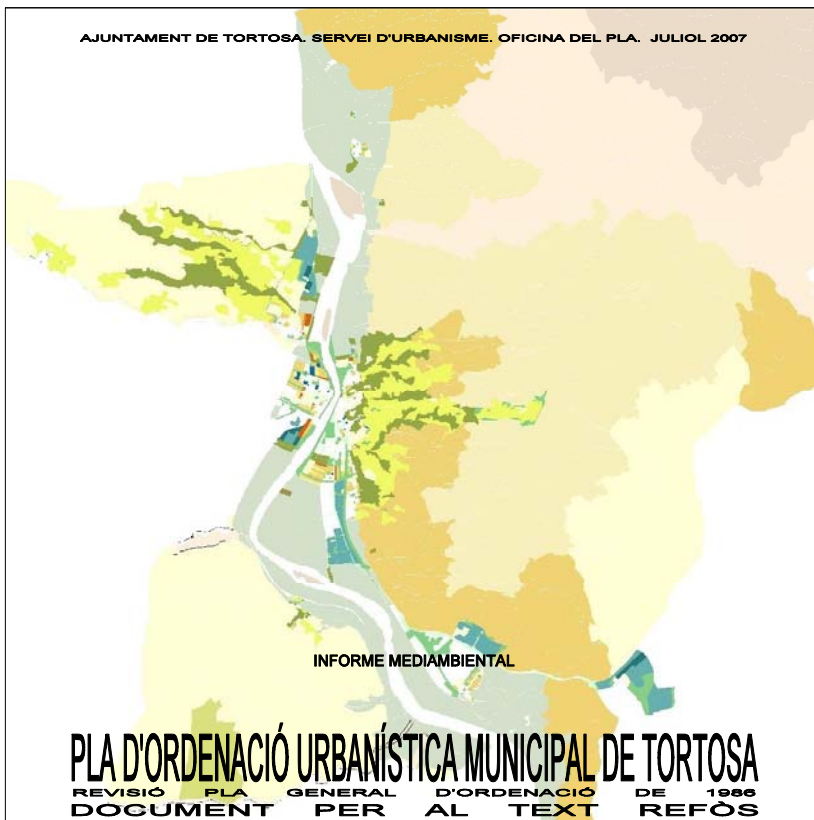 AJUNTAMENT DE TORTOSA. SERVEI D'URBANISME. OFICINA DEL PLA. JULIOL 2007
INFORME MEDIAMBIENTAL
PLA D'ORDENACIÓ URBANÍSTICA MUNICIPAL DE TORTOSA
REVISIÓ PLA GENERAL D'ORDENACIÓ DE 1986
DOCUMENT PER AL TEXT REFÒS